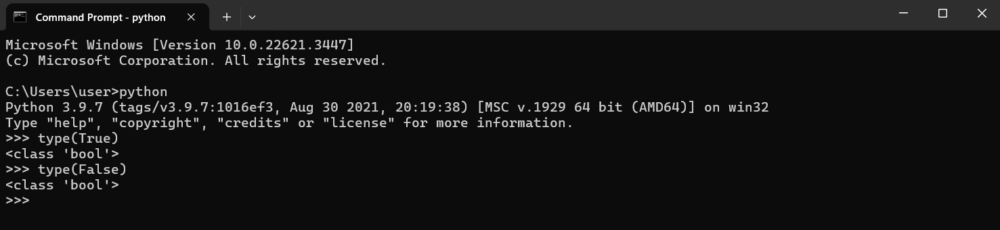 Command Prompt - python
Microsoft Windows [Version 10.0.22621.3447]
(c) Microsoft Corporation. All rights reserved.
C:\Users\user>python
Python 3.9.7 (tags/v3.9.7:1016ef3, Aug 30 2021, 20:19:38) [MSC v.1929 64 bit (AMD64)] on win32
Type "help", "copyright", "credits" or "license" for more information.
>>> type(True)
<class 'bool'>
>>> type(False)
<class 'bool'>
>>>